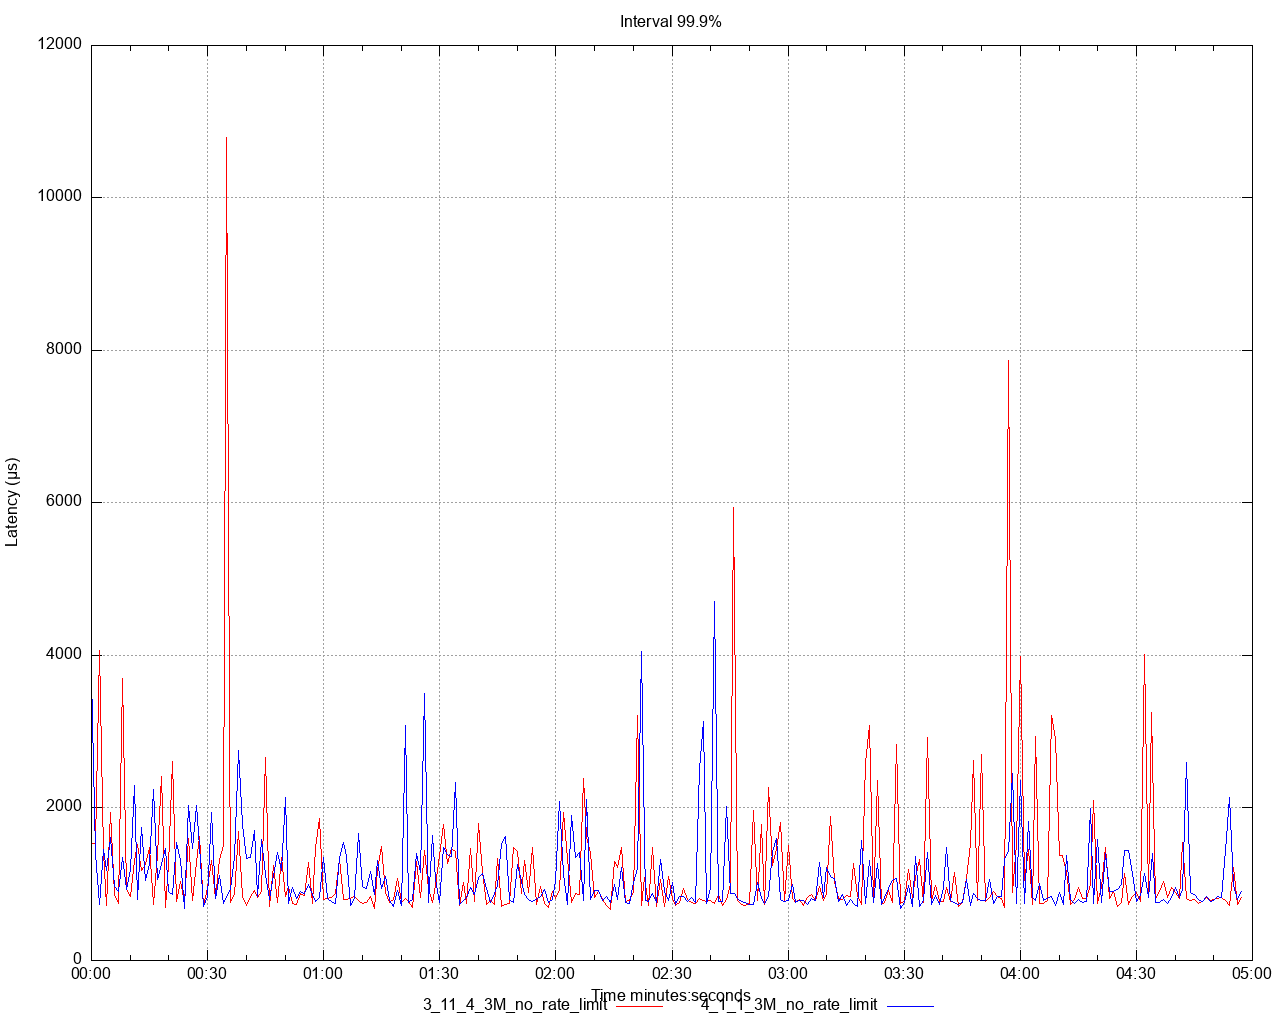 Interval 99.9%
12000
10000
8000
6000
4000
2000
0
Latency (µs)
00:00 00:30 01:00 01:30 02:00 02:30 03:00 03:30 04:00 04:30 05:00
Time minutes:seconds
3_11_4_3M_no_rate_limit 4_1_1_3M_no_rate_limit